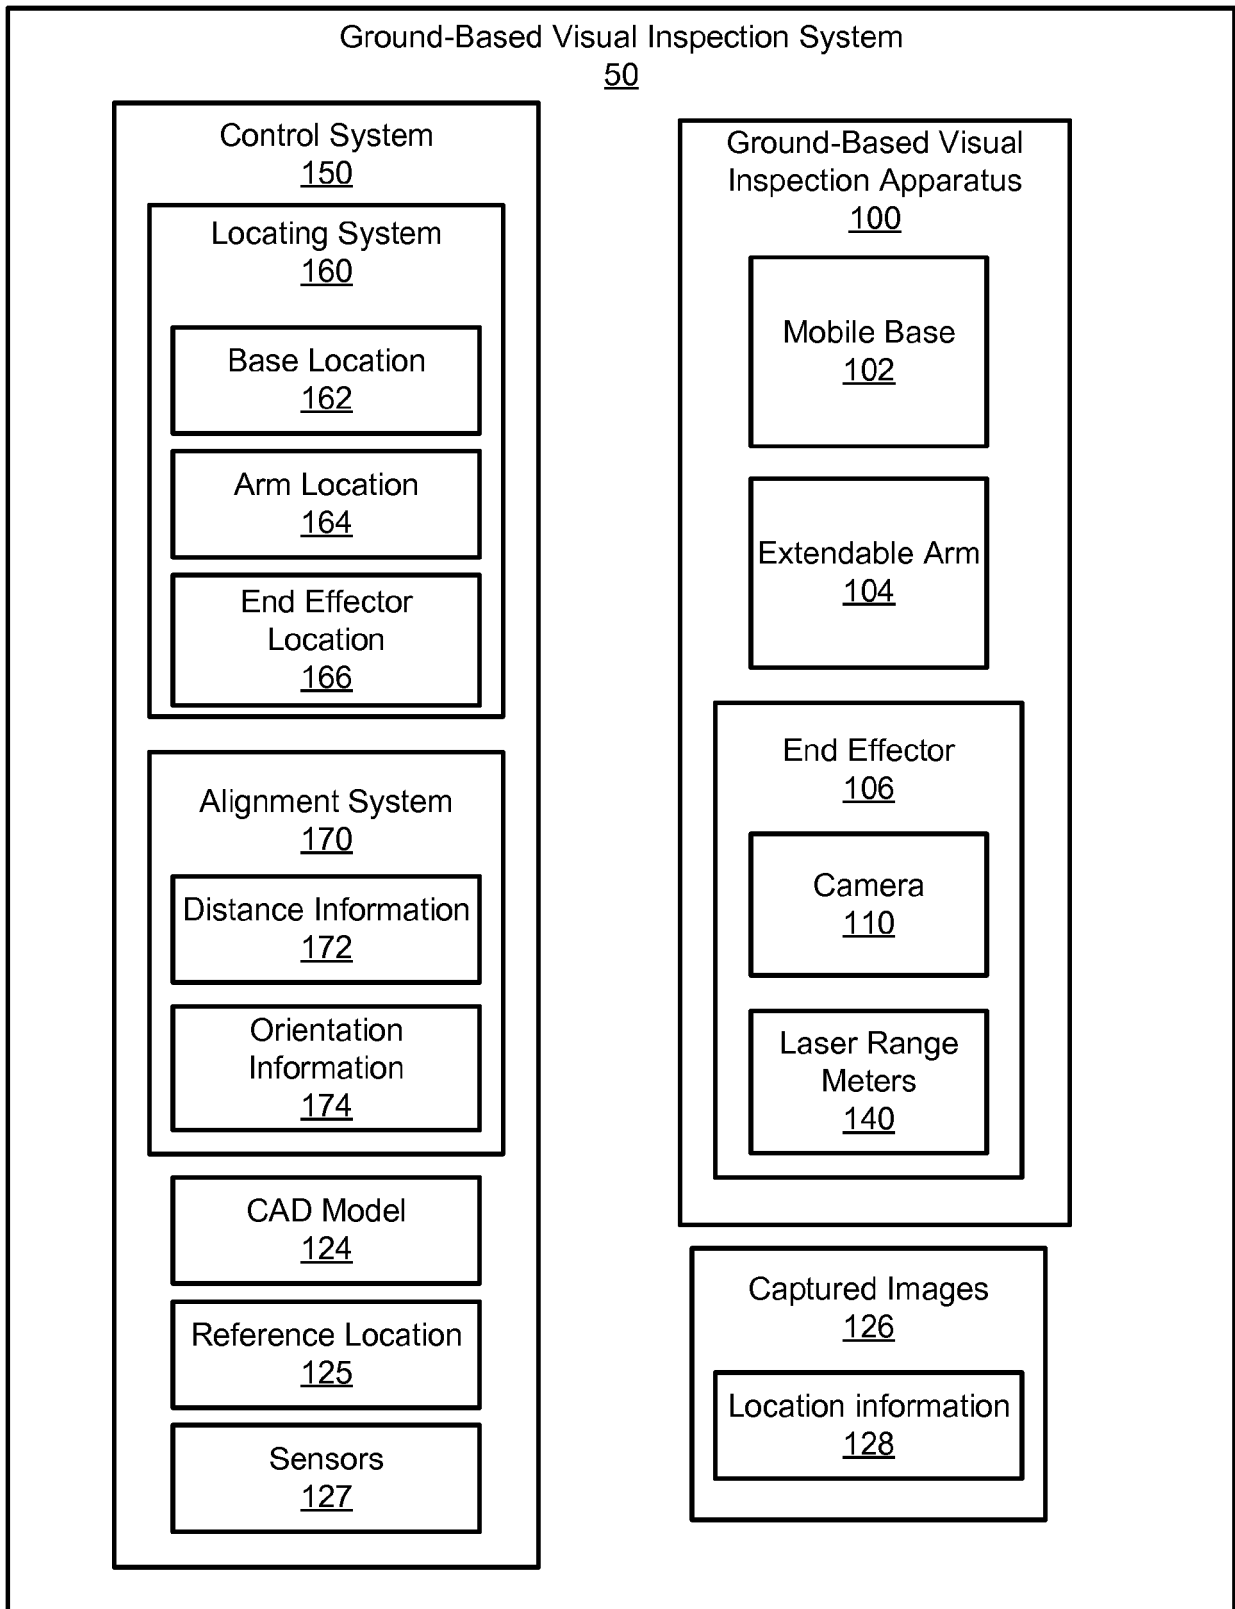 Ground-Based Visual Inspection System
50
Control System
150
Locating System
160
Base Location
162
Arm Location
164
End Effector
Location
166
Alignment System
170
Distance Information
172
Orientation
Information
174
CAD Model
124
Reference Location
125
Sensors
127
Ground-Based Visual
Inspection Apparatus
100
Mobile Base
102
Extendable Arm
104
End Effector
106
Camera
110
Laser Range
Meters
140
Captured Images
126
Location information
128